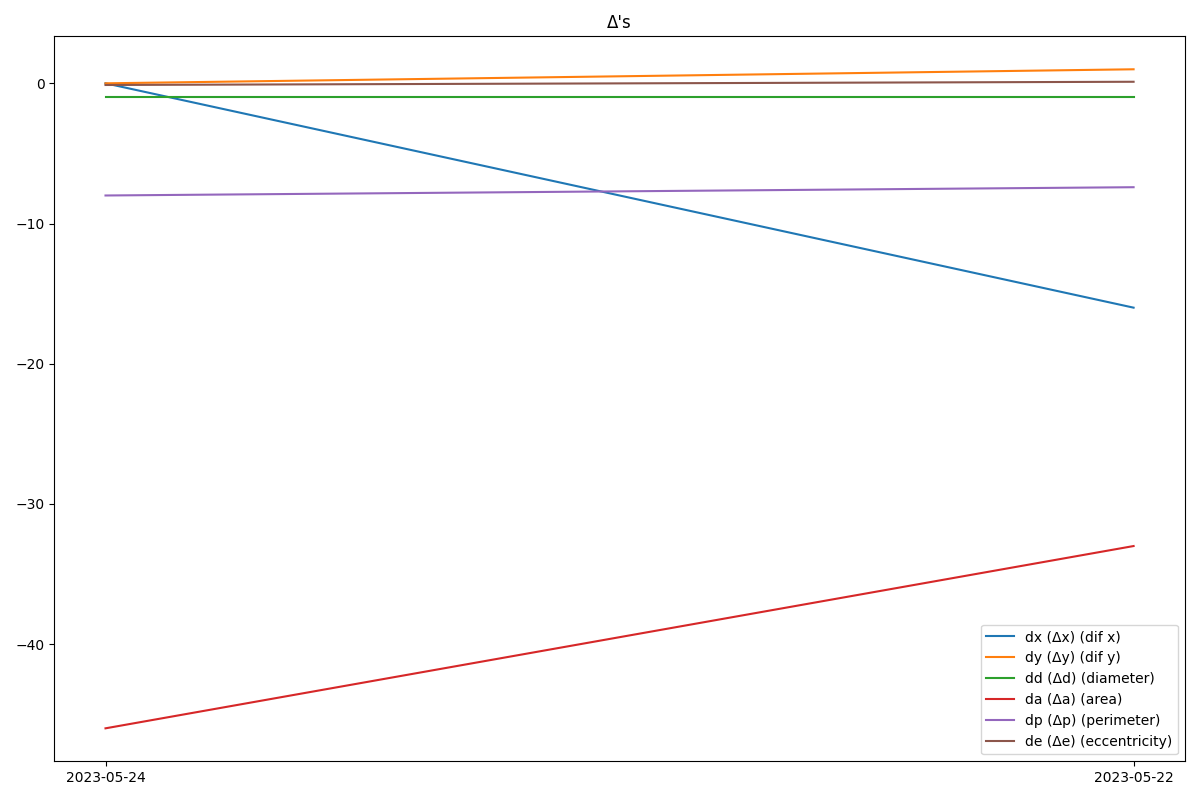 Δ's
0
−10
−20
−30
−40
dx (Δx) (dif x)
dy (Δy) (dif y)
dd (Δd) (diameter)
da (Δa) (area)
dp (Δp) (perimeter)
de (Δe) (eccentricity)
2023-05-24 2023-05-22